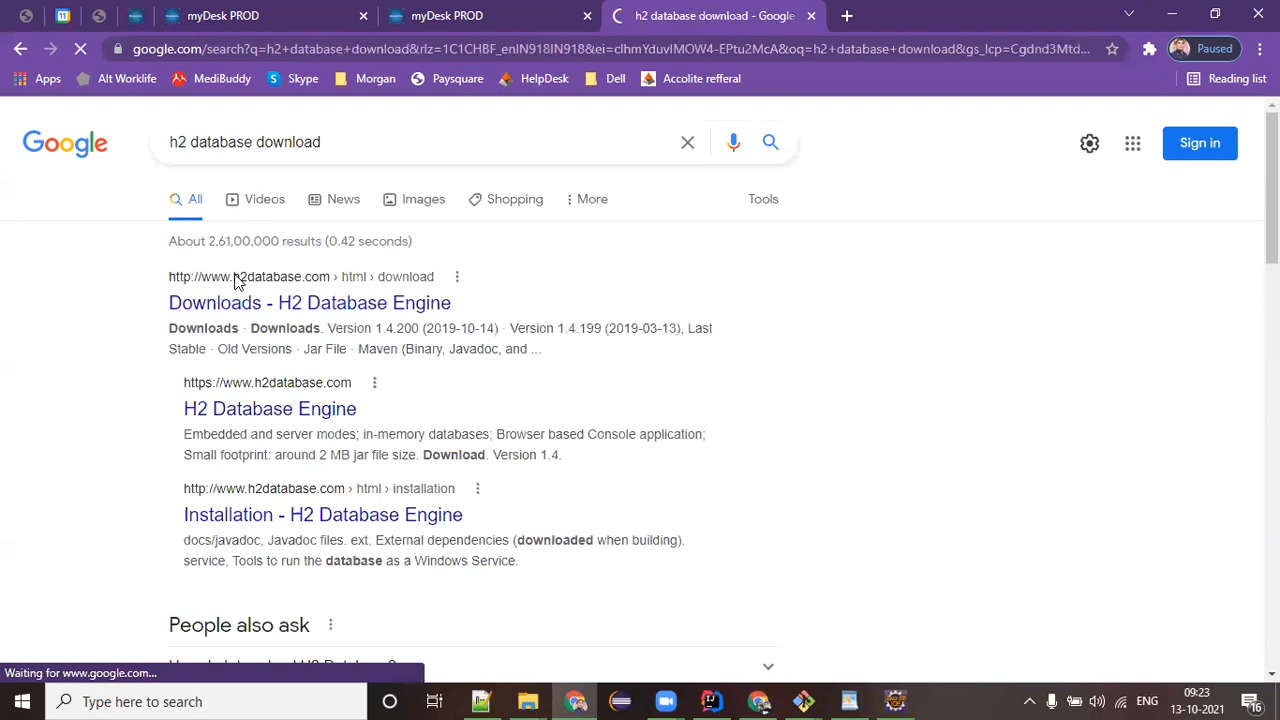 11
myDesk PROD
myDesk PROD
h2 database download - Google
google.com/search?q=h2+database+download&rlz=1C1CHBF_enIN918IN918&ei=clhmYduvIMOW4-EPtu2McA&oq=h2+database+download&gs_lcp=Cgdnd3Mtd...
Paused
Apps
Alt Worklife
MediBuddy
Skype
Morgan
Paysquare
HelpDesk
Dell
Accolite refferal
Reading list
Google
h2 database download
Sign in
All
Videos
News
Images
Shopping
More
Tools
About 2,61,00,000 results (0.42 seconds)
http://www.h2database.com › html › download
Downloads - H2 Database Engine
Downloads · Downloads. Version 1.4.200 (2019-10-14) · Version 1.4.199 (2019-03-13), Last
Stable · Old Versions · Jar File · Maven (Binary, Javadoc, and ...
https://www.h2database.com
H2 Database Engine
Embedded and server modes; in-memory databases; Browser based Console application;
Small footprint: around 2 MB jar file size. Download. Version 1.4.
http://www.h2database.com › html › installation
Installation - H2 Database Engine
docs/javadoc, Javadoc files. ext, External dependencies (downloaded when building).
service, Tools to run the database as a Windows Service.
People also ask
Waiting for www.google.com...
Type here to search
ENG
09:23
13-10-2021
16